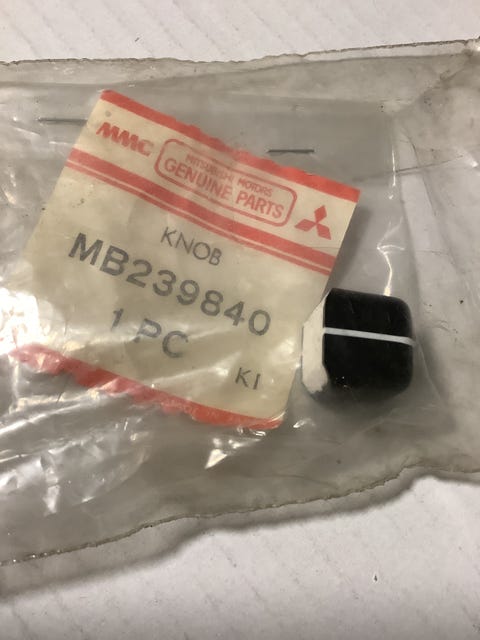 MMC
MITSUBISHI MOTORS
GENUINE PARTS
KNOB
MB239840
1 PC
KI